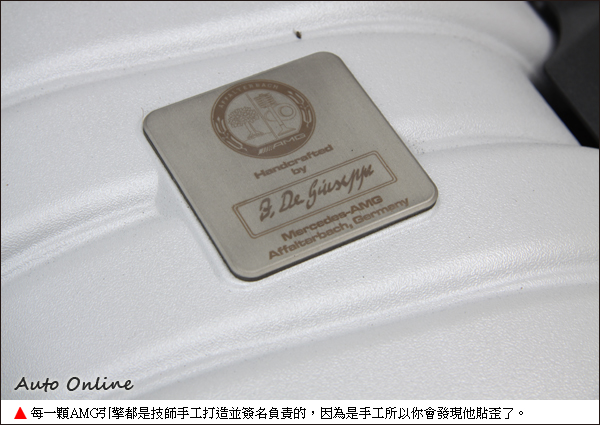 AFFALTERBACH
AMG
Handcrafted
by
F. De Giuseppe
Mercedes-AMG
Affalterbach, Germany
Auto Online
▲ 每一顆AMG引擎都是技師手工打造並簽名負責的，因為是手工所以你會發現他貼歪了。